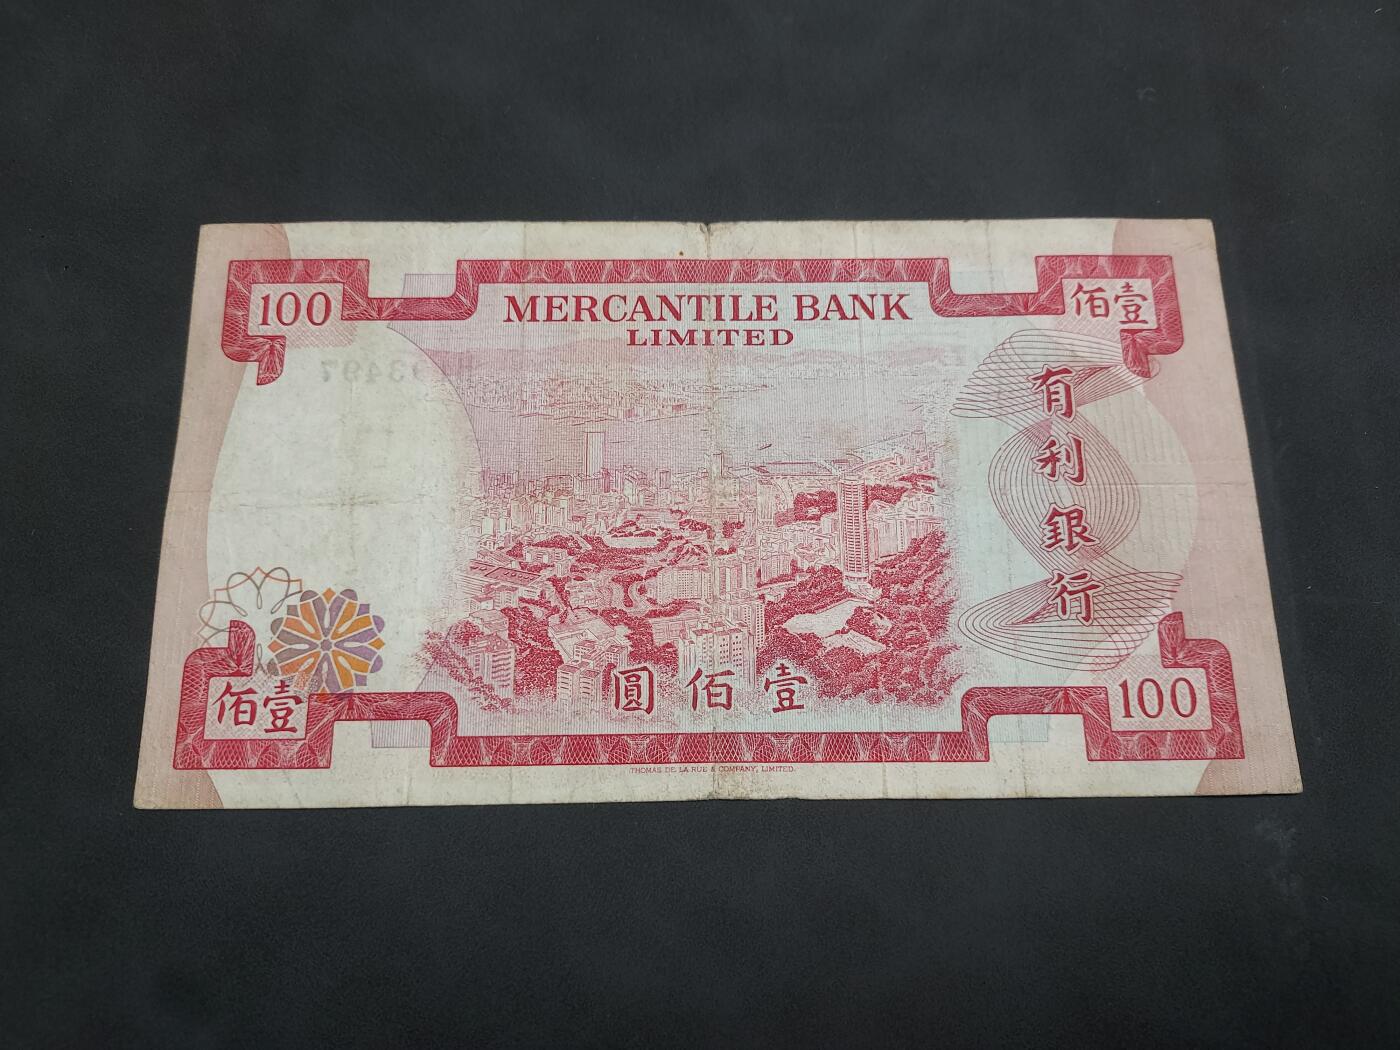 100
MERCANTILE BANK
LIMITED
佰壹
有利銀行
圓佰壹
佰壹
100
THOMAS DE LA RUE & COMPANY, LIMITED.